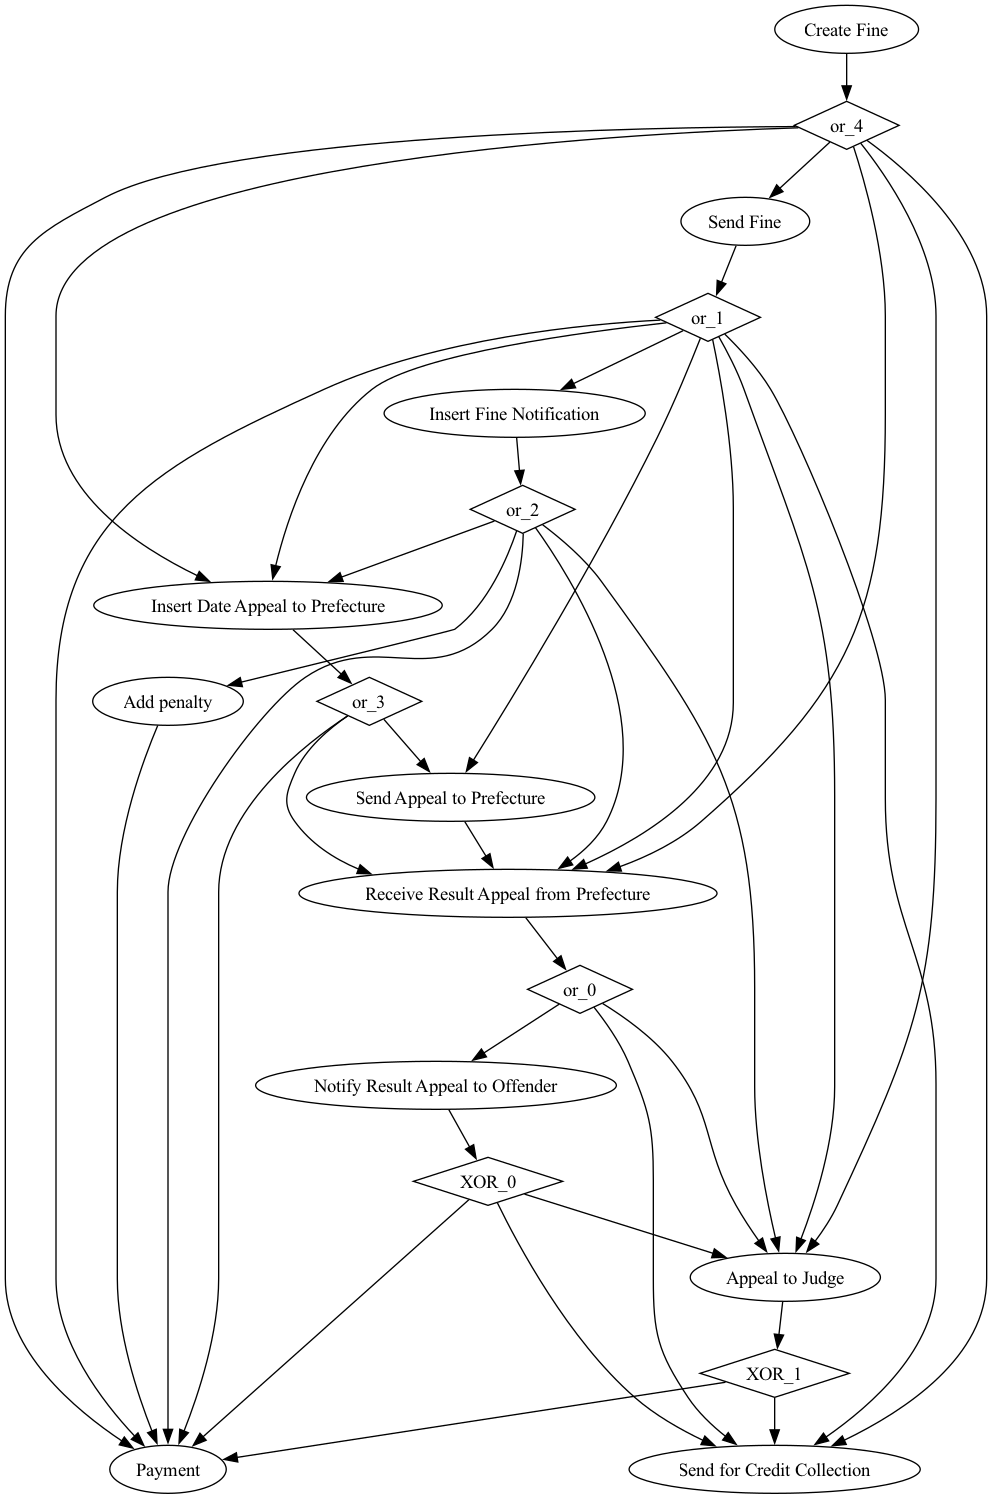 Create Fine
or_4
Send Fine
or_1
Insert Fine Notification
or_2
Insert Date Appeal to Prefecture
Add penalty
or_3
Send Appeal to Prefecture
Receive Result Appeal from Prefecture
or_0
Notify Result Appeal to Offender
XOR_0
Appeal to Judge
XOR_1
Payment
Send for Credit Collection